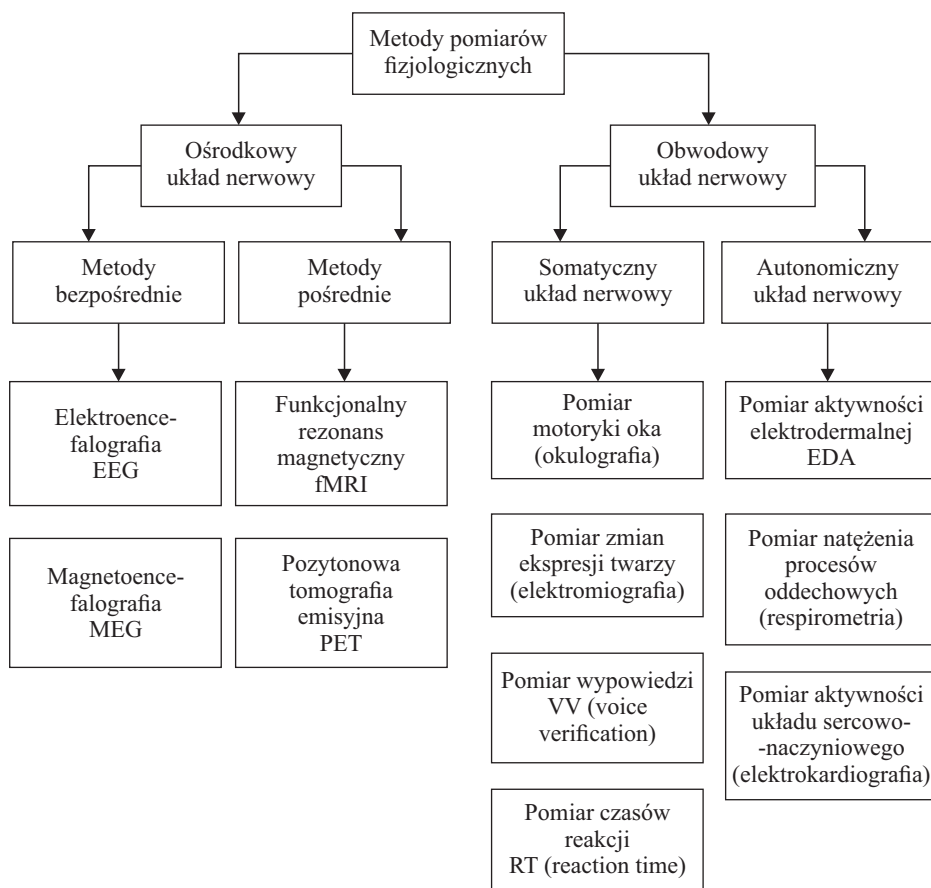 Metody pomiarów
fizjologicznych
Ośrodkowy
układ nerwowy
Obwodowy
układ nerwowy
Metody
bezpośrednie
Metody
pośrednie
Somatyczny
układ nerwowy
Autonomiczny
układ nerwowy
Elektroence-
falografia
EEG
Funkcjonalny
rezonans
magnetyczny
fMRI
Pomiar
motoryki oka
(okulografia)
Pomiar aktywności
elektrodermalnej
EDA
Magnetoence-
falografia
MEG
Pozytonowa
tomografia
emisyjna
PET
Pomiar zmian
ekspresji twarzy
(elektromiografia)
Pomiar natężenia
procesów
oddechowych
(respirometria)
Pomiar wypowiedzi
VV (voice
verification)
Pomiar aktywności
układu sercowo-
-naczyniowego
(elektrokardiografia)
Pomiar czasów
reakcji
RT (reaction time)